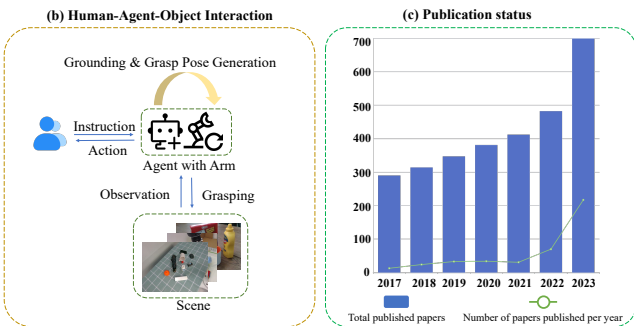 (b) Human-Agent-Object Interaction
Grounding & Grasp Pose Generation
Instruction
Action
Agent with Arm
Observation
Grasping
Scene
(c) Publication status
700
600
500
400
300
200
100
0
2017 2018 2019 2020 2021 2022 2023
Total published papers
Number of papers published per year